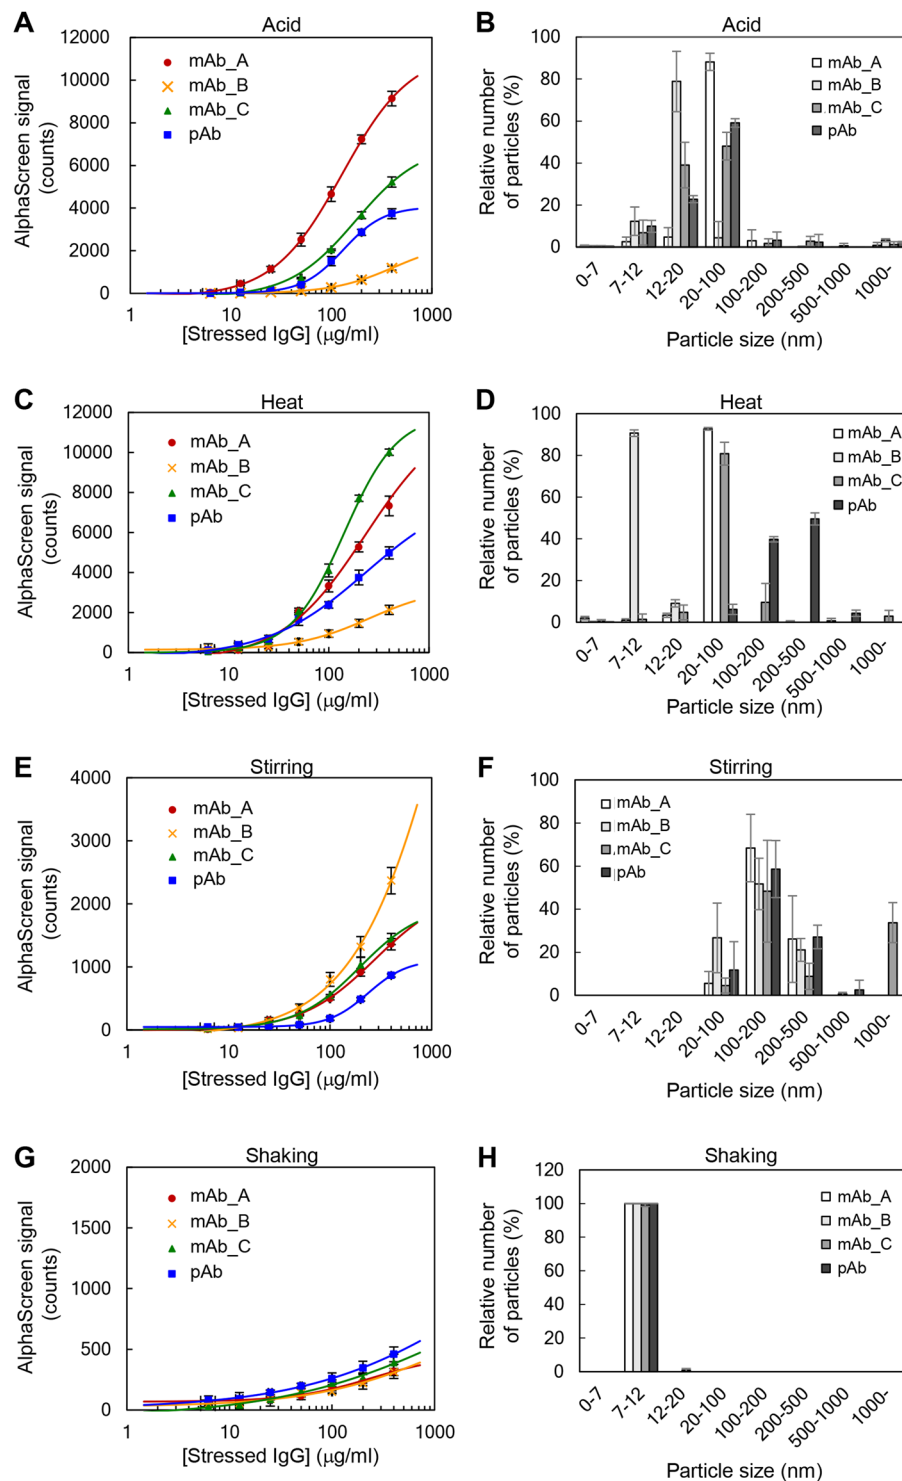 A
Acid
AlphaScreen signal
(counts)
12000
10000
8000
6000
4000
2000
0
mAb_A
mAb_B
mAb_C
pAb
1
10
100
1000
[Stressed IgG] (μg/ml)
B
Acid
Relative number
of particles (%)
100
80
60
40
20
0
mAb_A
mAb_B
mAb_C
pAb
0-7
7-12
12-20
20-100
100-200
200-500
500-1000
1000-
Particle size (nm)
C
Heat
AlphaScreen signal
(counts)
12000
10000
8000
6000
4000
2000
0
mAb_A
mAb_B
mAb_C
pAb
1
10
100
1000
[Stressed IgG] (μg/ml)
D
Heat
Relative number
of particles (%)
100
80
60
40
20
0
mAb_A
mAb_B
mAb_C
pAb
0-7
7-12
12-20
20-100
100-200
200-500
500-1000
1000-
Particle size (nm)
E
Stirring
AlphaScreen signal
(counts)
4000
3000
2000
1000
0
mAb_A
mAb_B
mAb_C
pAb
1
10
100
1000
[Stressed IgG] (μg/ml)
F
Stirring
Relative number
of particles (%)
100
80
60
40
20
0
mAb_A
mAb_B
mAb_C
pAb
0-7
7-12
12-20
20-100
100-200
200-500
500-1000
1000-
Particle size (nm)
G
Shaking
AlphaScreen signal
(counts)
2000
1500
1000
500
0
mAb_A
mAb_B
mAb_C
pAb
1
10
100
1000
[Stressed IgG] (μg/ml)
H
Shaking
Relative number
of particles (%)
120
100
80
60
40
20
0
mAb_A
mAb_B
mAb_C
pAb
0-7
7-12
12-20
20-100
100-200
200-500
500-1000
1000-
Particle size (nm)